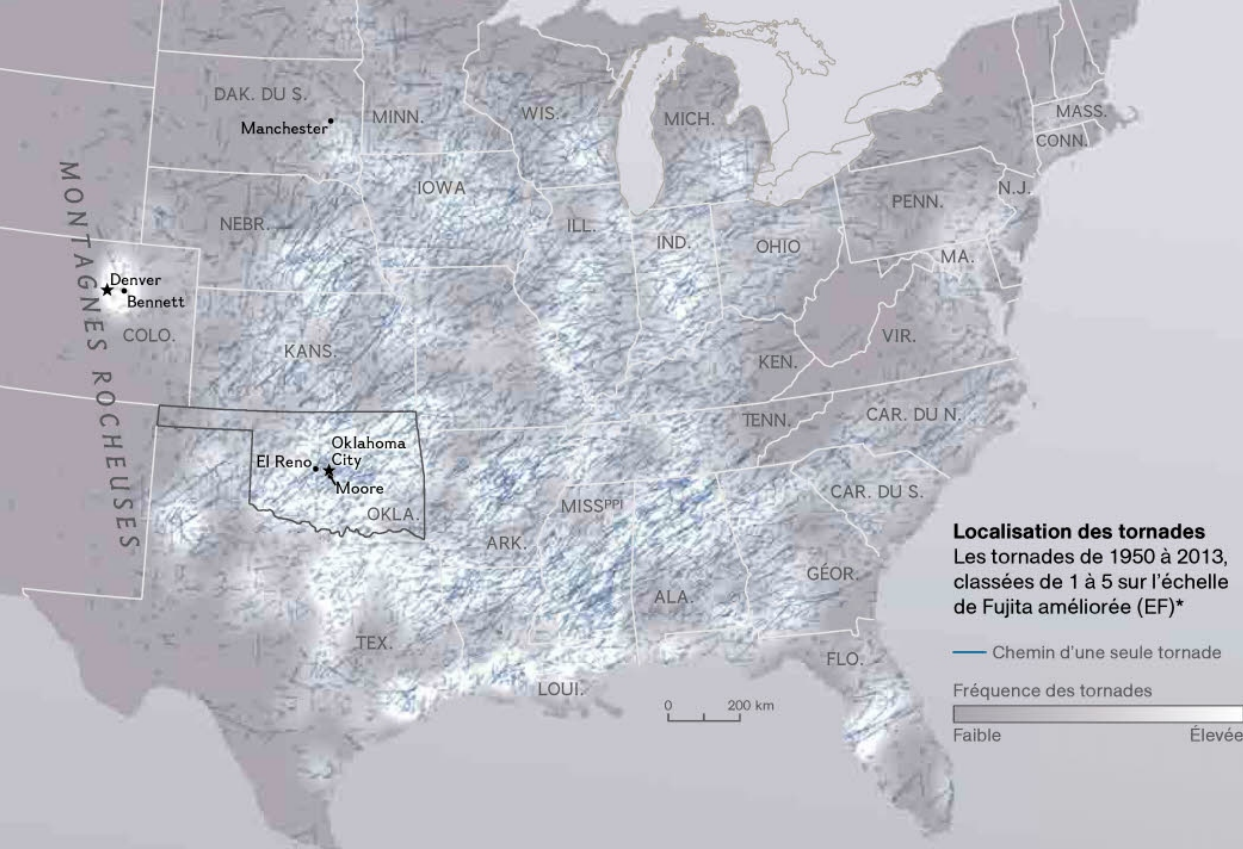 DAK. DU S.
Manchester
MINN.
WIS.
MICH.
MASS.
CONN.
IOWA
NEBR.
ILL.
IND.
OHIO
PENN.
N.J.
MA.
MONTAGNES ROCHEUSES
Denver
Bennett
COLO.
KANS.
KEN.
VIR.
TENN.
CAR. DU N.
Oklahoma
City
El Reno
Moore
OKLA.
MISSPPI
CAR. DU S.
ARK.
ALA.
GÉOR.
TEX.
LOUI.
FLO.
0 200 km
Localisation des tornades
Les tornades de 1950 à 2013,
classées de 1 à 5 sur l'échelle
de Fujita améliorée (EF)★
Chemin d'une seule tornade
Fréquence des tornades
Faible Élevée